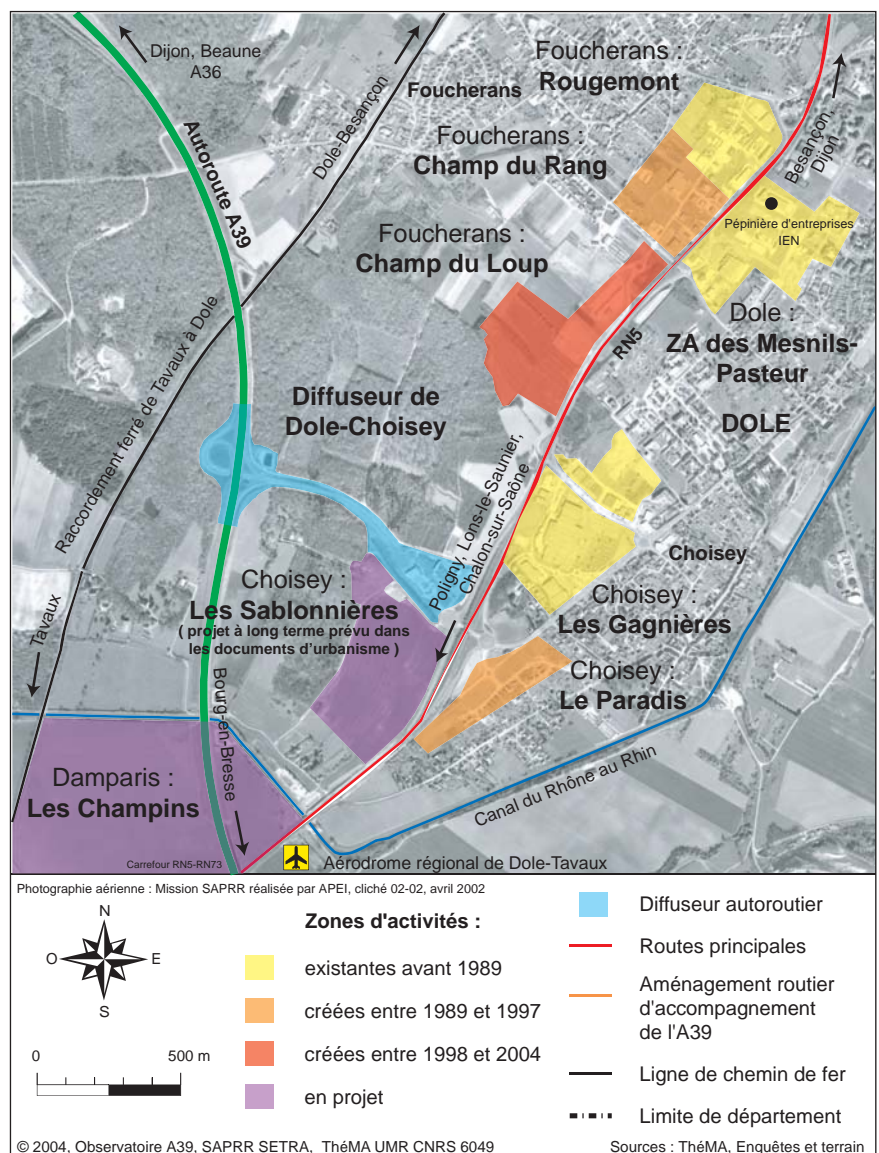 Dijon, Beaune
A36
Autoroute A39
Dole-Besançon
Foucherans
Foucherans :
Rougemont
Foucherans :
Champ du Rang
Besançon,
Dijon
Pépinière d'entreprises
IEN
Foucherans :
Champ du Loup
RN5
Dole :
ZA des Mesnils-
Pasteur
DOLE
Raccordement ferré de Tavaux à Dole
Diffuseur de
Dole-Choisey
Poligny, Lons-le-Saunier,
Chalon-sur-Saône
Choisey
Choisey :
Les Sablonnières
( projet à long terme prévu dans
les documents d'urbanisme )
Choisey :
Les Gagnières
Choisey :
Le Paradis
Tavaux
Bourg-en-Bresse
Damparis :
Les Champins
Canal du Rhône au Rhin
Carrefour RN5-RN73
Aérodrome régional de Dole-Tavaux
Photographie aérienne : Mission SAPRR réalisée par APEI, cliché 02-02, avril 2002
N
O
E
S
0
500 m
Zones d'activités :
existantes avant 1989
créées entre 1989 et 1997
créées entre 1998 et 2004
en projet
Diffuseur autoroutier
Routes principales
Aménagement routier
d'accompagnement
de l'A39
Ligne de chemin de fer
Limite de département
© 2004, Observatoire A39, SAPRR SETRA, ThéMA UMR CNRS 6049
Sources : ThéMA, Enquêtes et terrain